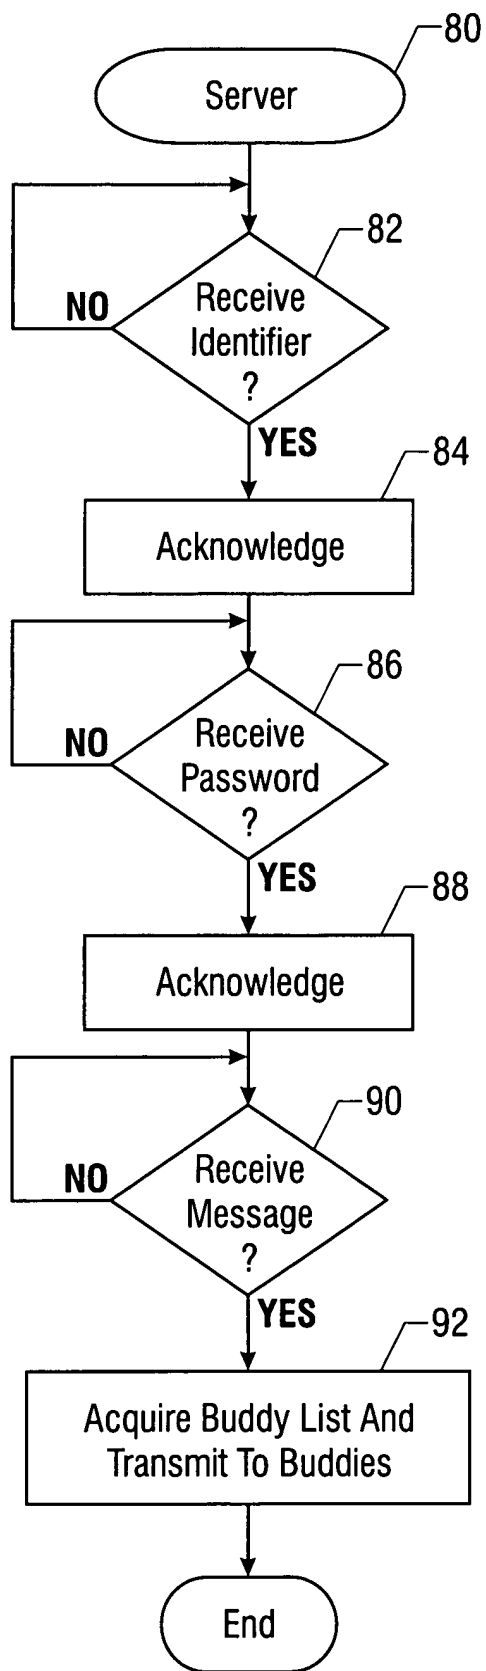 80
Server
82
Receive
Identifier
?
NO
YES
84
Acknowledge
86
Receive
Password
?
NO
YES
88
Acknowledge
90
Receive
Message
?
NO
YES
92
Acquire Buddy List And
Transmit To Buddies
End